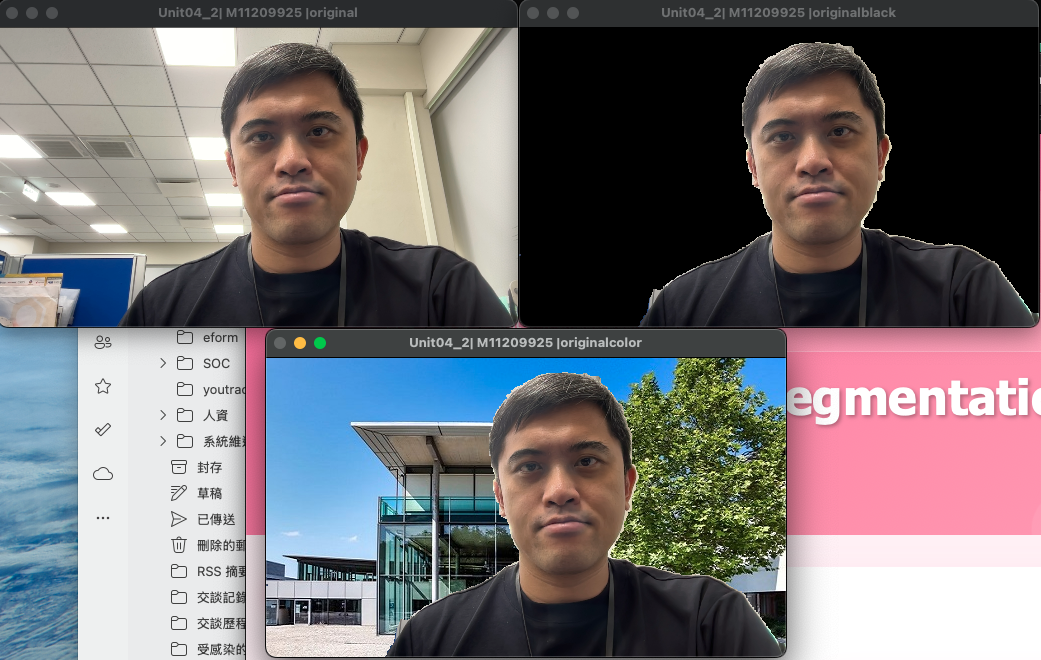 Unit04_2| M11209925 |original
Unit04_2| M11209925 |originalblack
eform
SOC
youtrac
人資
系統維
封存
草稿
已傳送
刪除的郵
RSS 摘要
交談記錄
交談歷程
受感染的
Unit04_2| M11209925 |originalcolor
egmentatio